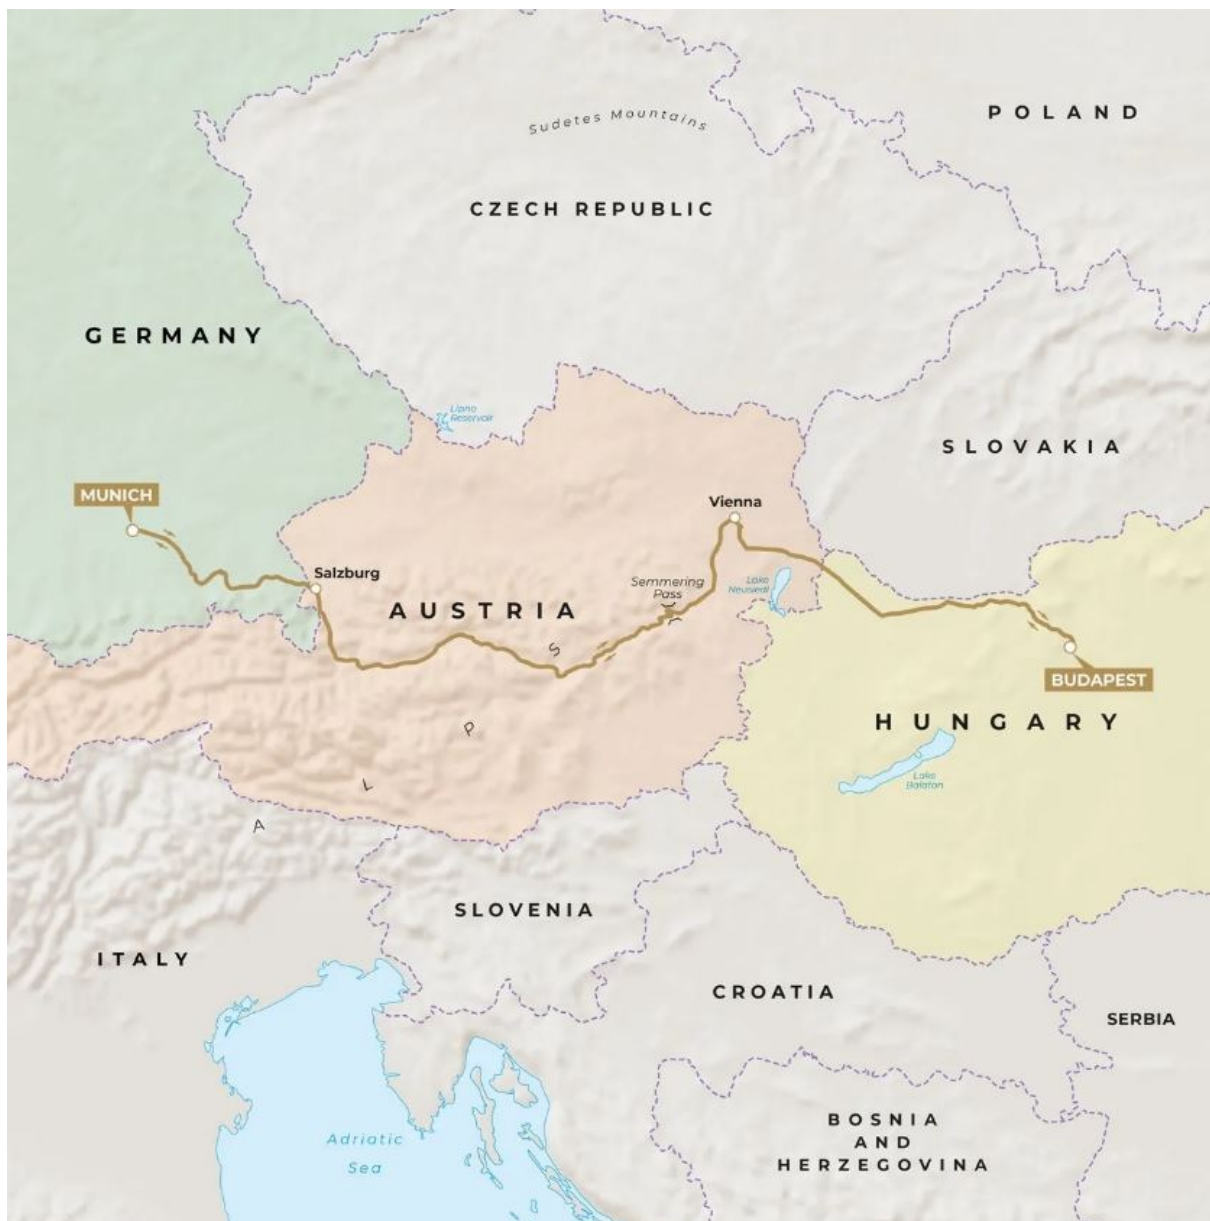 POLAND
Sudetes Mountains
CZECH REPUBLIC
GERMANY
Lipno
Reservoir
SLOVAKIA
MUNICH
Vienna
Salzburg
Semmering
Pass
Lake
Neusiedl
AUSTRIA
BUDAPEST
HUNGARY
Lake
Balaton
ALPS
SLOVENIA
ITALY
CROATIA
SERBIA
BOSNIA
AND
HERZEGOVINA
Adriatic
Sea